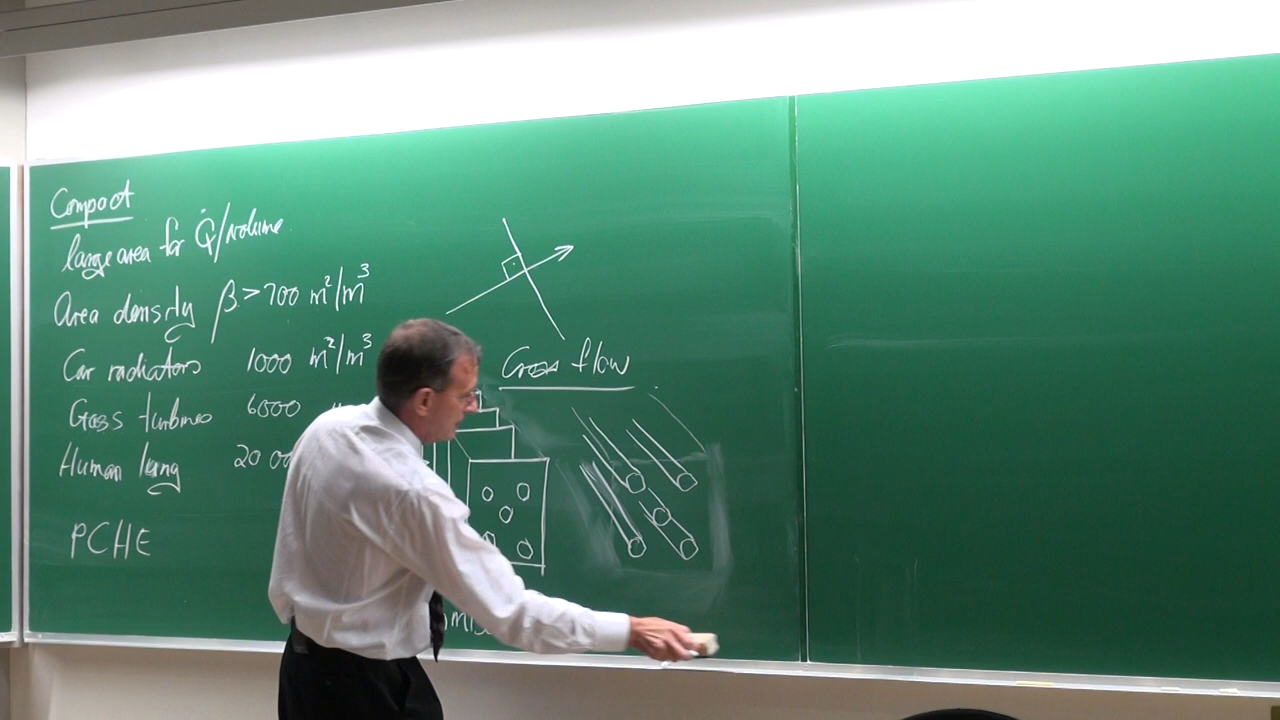 Compact
large area for Q̇/volume
Area density β > 700 m²/m³
Car radiators 1000 m²/m³
Gass turbines 6000
Human lung 20 00
PCHE
Cross flow